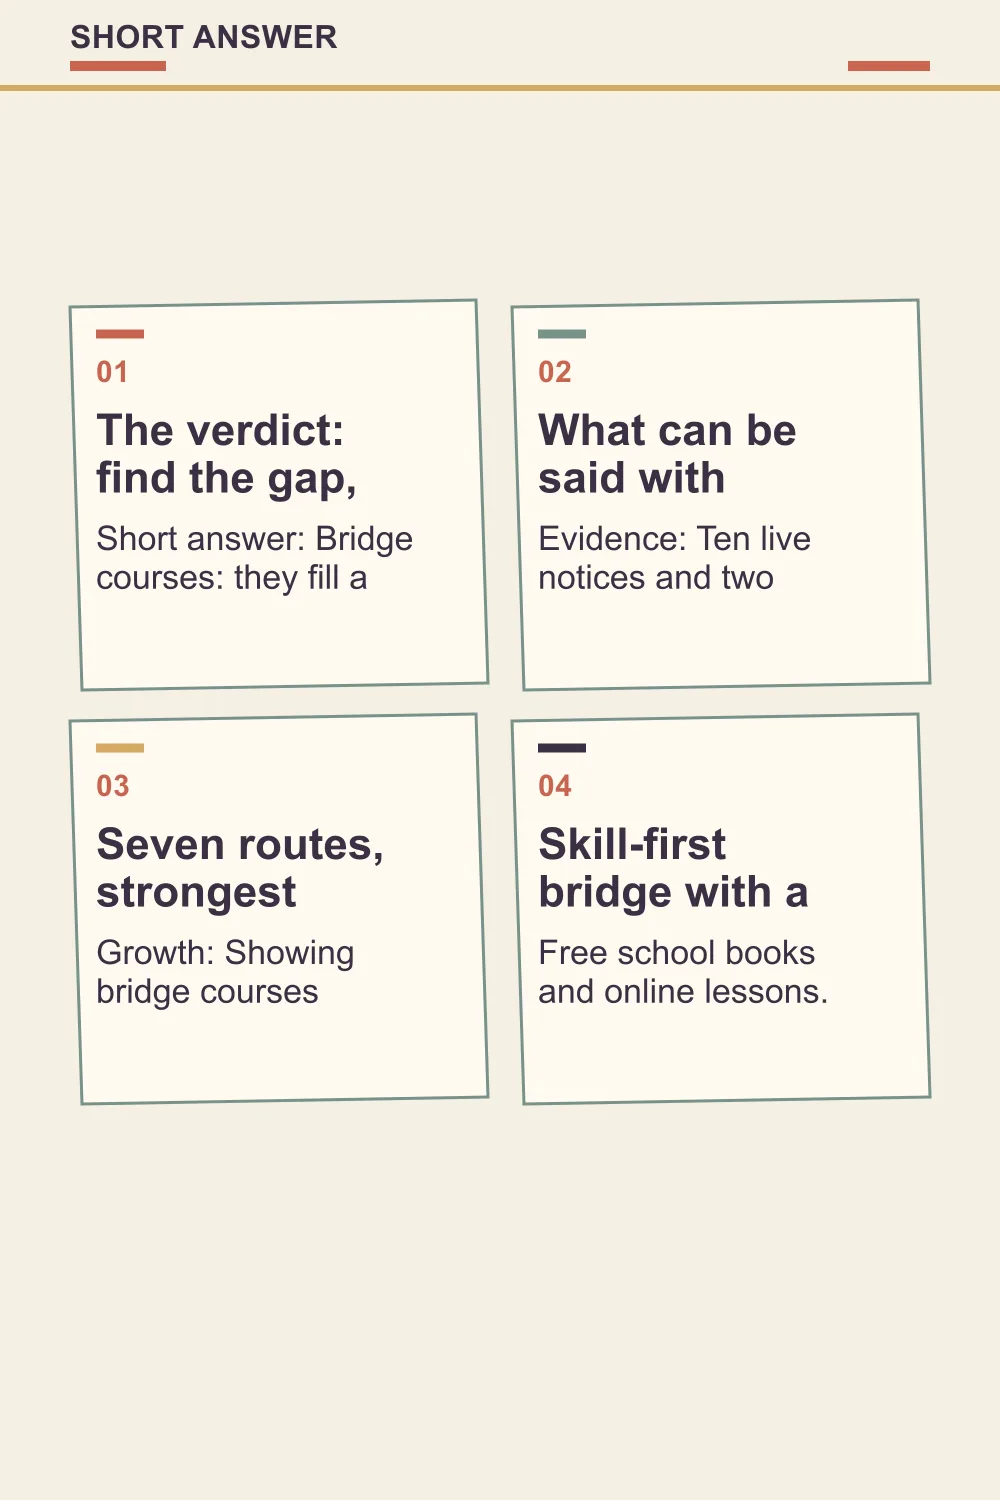 SHORT ANSWER
01
The verdict:
find the gap,
Short answer: Bridge
courses: they fill a
02
What can be
said with
Evidence: Ten live
notices and two
03
Seven routes,
strongest
Growth: Showing
bridge courses
04
Skill-first
bridge with a
Free school books
and online lessons.